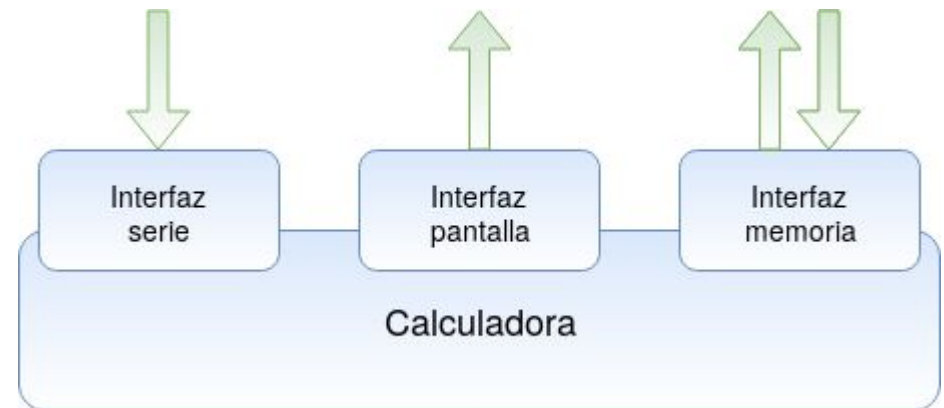 Interfaz
serie
Interfaz
pantalla
Interfaz
memoria
Calculadora